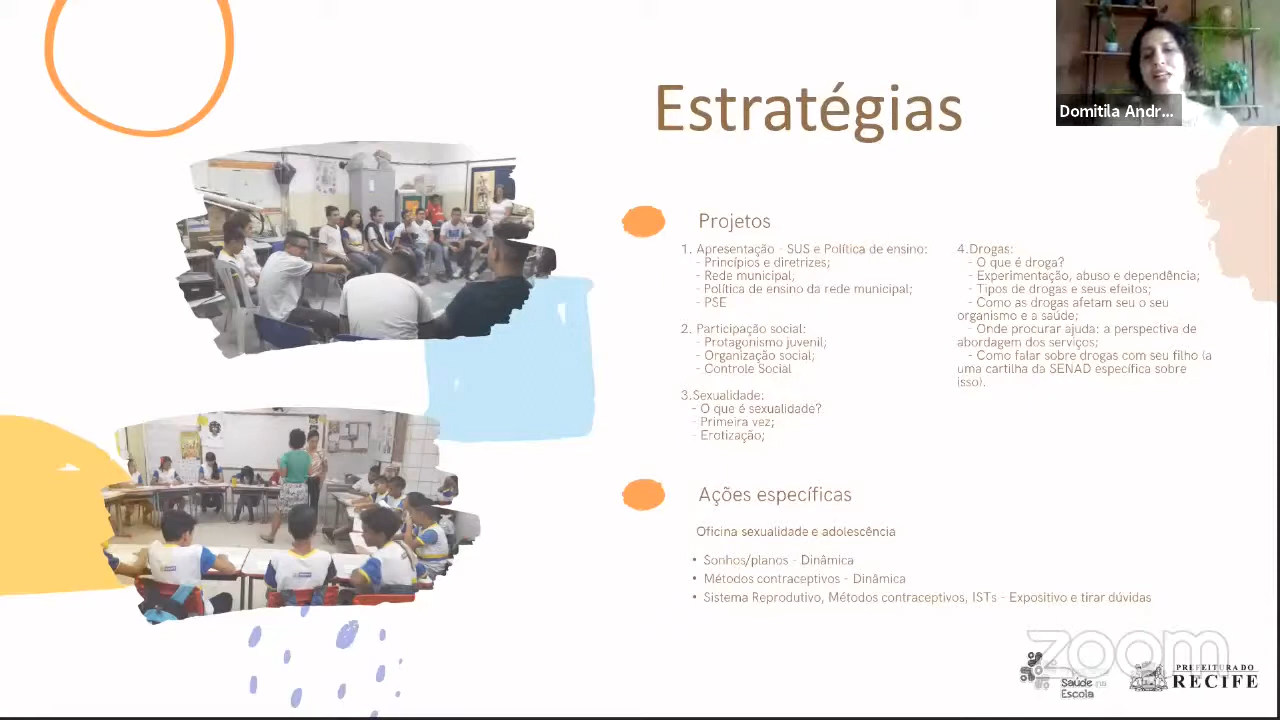 Estratégias
Domitila Andr...
Projetos
1. Apresentação - SUS e Política de ensino:
- Princípios e diretrizes;
- Rede municipal;
- Política de ensino da rede municipal;
- PSE
2. Participação social:
- Protagonismo juvenil;
- Organização social;
- Controle Social
3.Sexualidade:
- O que é sexualidade?
- Primeira vez;
- Erotização;
4.Drogas:
- O que é droga?
- Experimentação, abuso e dependência;
- Tipos de drogas e seus efeitos;
- Como as drogas afetam seu o seu
organismo e a saúde;
- Onde procurar ajuda: a perspectiva de
abordagem dos serviços;
- Como falar sobre drogas com seu filho (a
uma cartilha da SENAD específica sobre
isso).
Ações específicas
Oficina sexualidade e adolescência
• Sonhos/planos - Dinâmica
• Métodos contraceptivos - Dinâmica
• Sistema Reprodutivo, Métodos contraceptivos, ISTs - Expositivo e tirar dúvidas
zoom
Saúde na
Escola
PREFEITURA DO
RECIFE